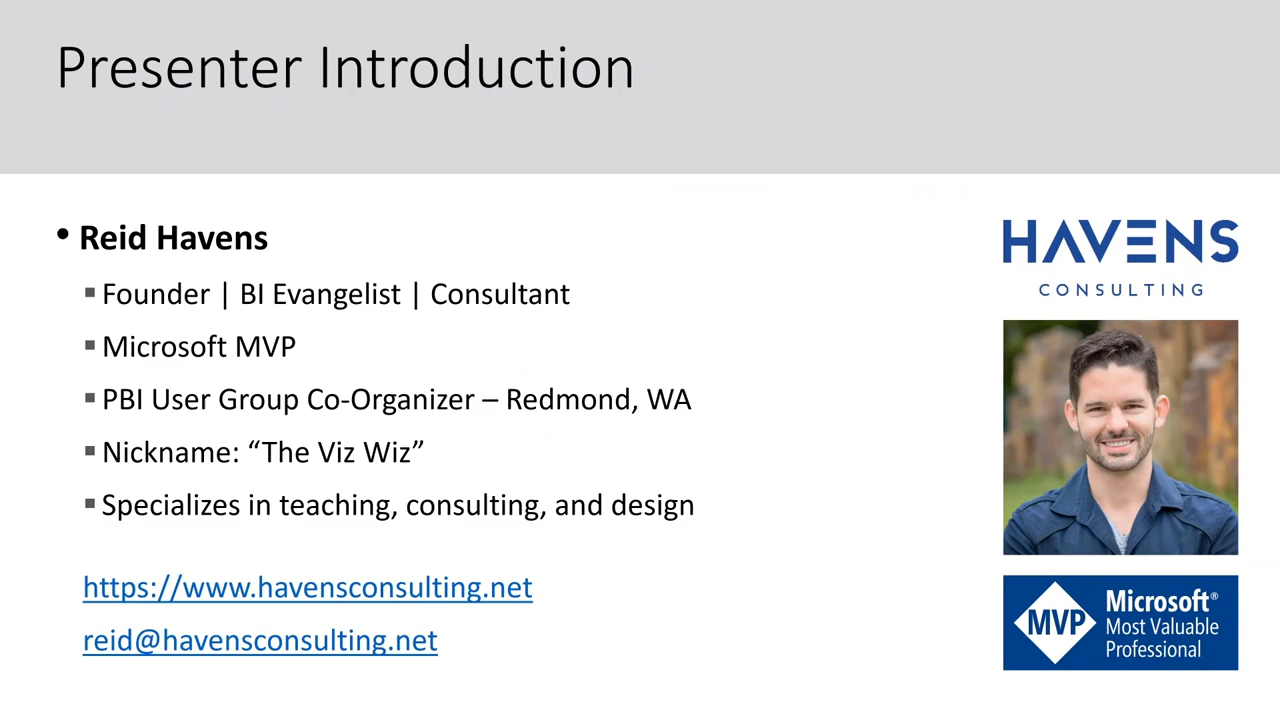 Presenter Introduction
• Reid Havens
▪ Founder | BI Evangelist | Consultant
▪ Microsoft MVP
▪ PBI User Group Co-Organizer – Redmond, WA
▪ Nickname: “The Viz Wiz”
▪ Specializes in teaching, consulting, and design
https://www.havensconsulting.net
reid@havensconsulting.net
HAVENS
CONSULTING
MVP
Microsoft®
Most Valuable
Professional